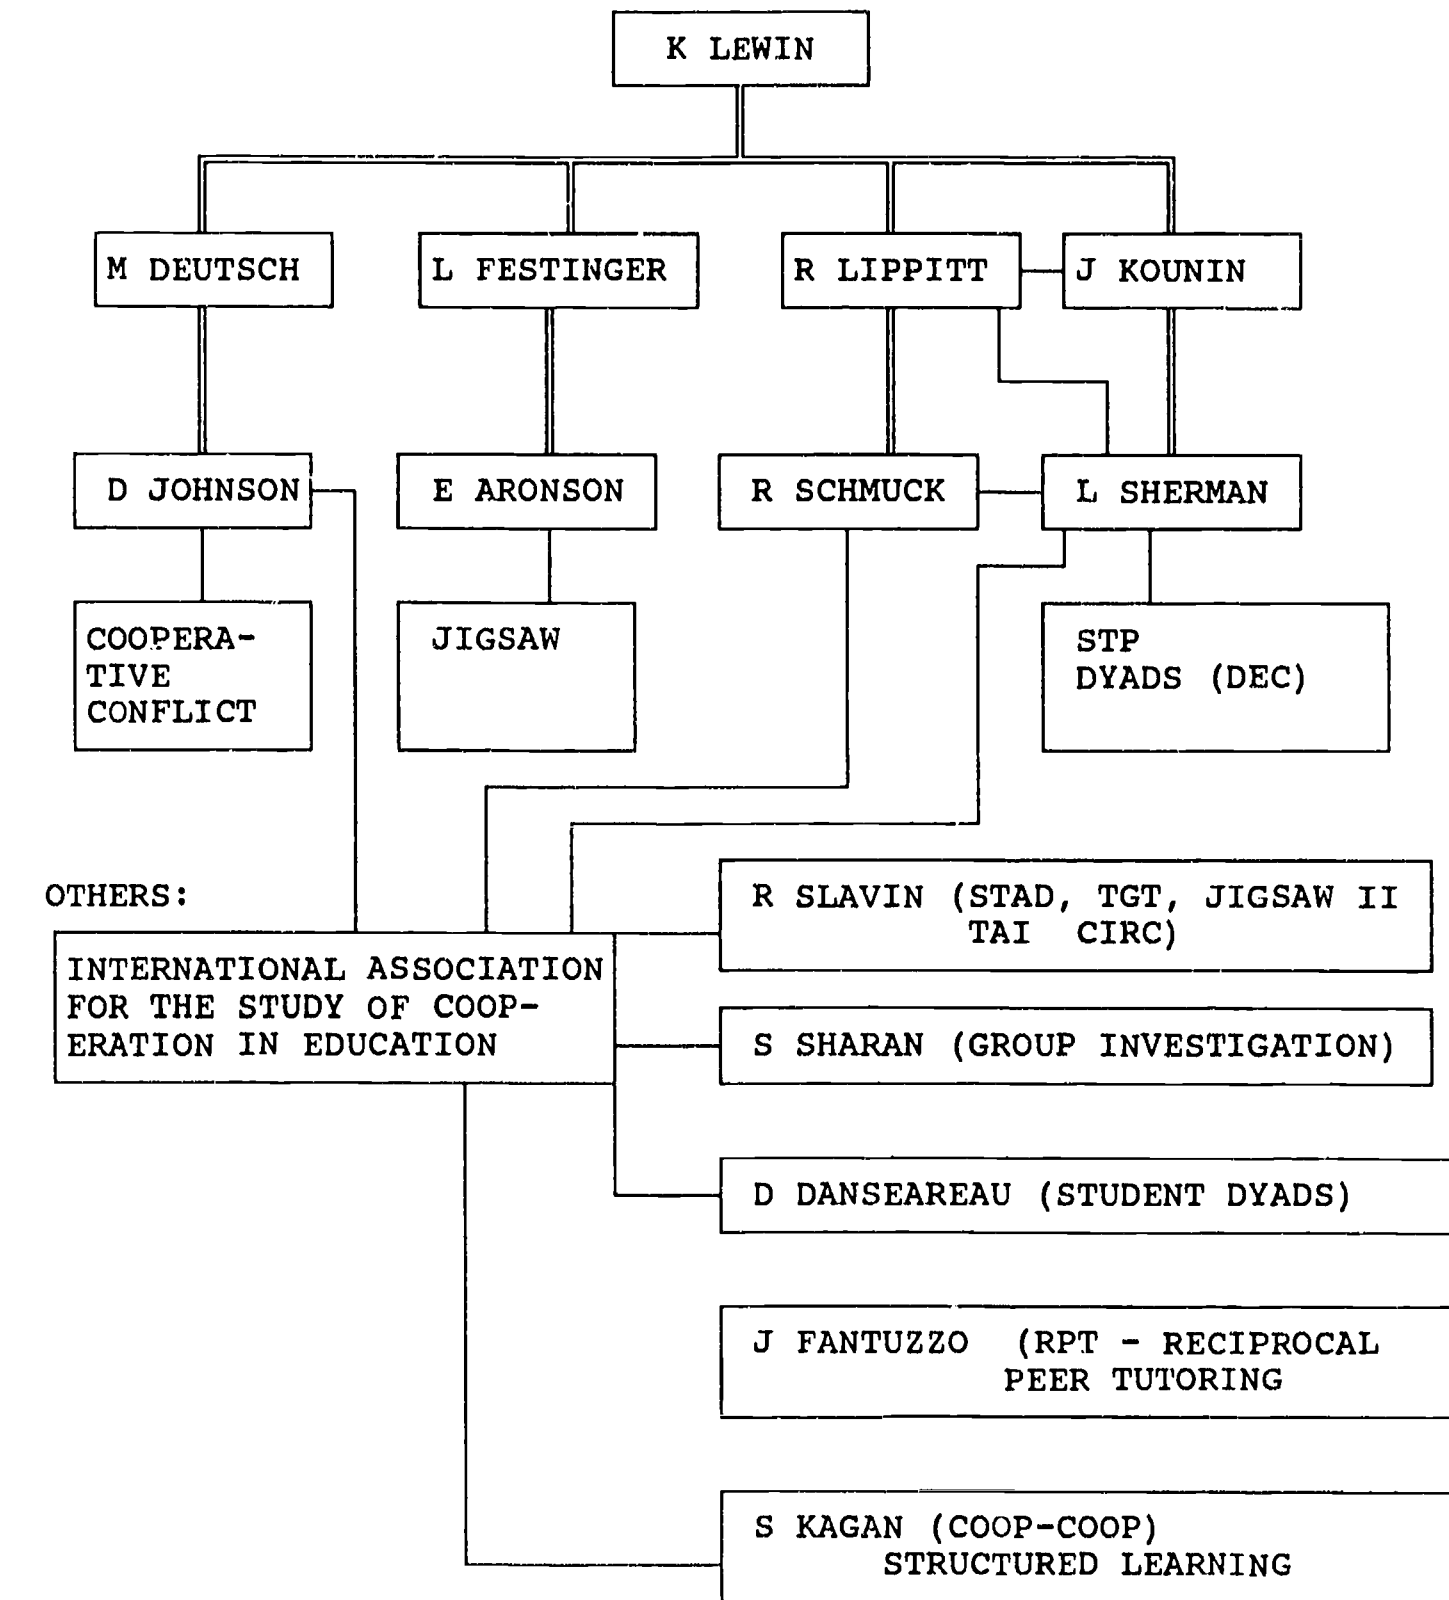 K LEWIN
M DEUTSCH
L FESTINGER
R LIPPITT
J KOUNIN
D JOHNSON
E ARONSON
R SCHMUCK
L SHERMAN
COOPERA-
TIVE
CONFLICT
JIGSAW
STP
DYADS (DEC)
OTHERS:
INTERNATIONAL ASSOCIATION
FOR THE STUDY OF COOP-
ERATION IN EDUCATION
R SLAVIN (STAD, TGT, JIGSAW II
TAI CIRC)
S SHARAN (GROUP INVESTIGATION)
D DANSEAREAU (STUDENT DYADS)
J FANTUZZO (RPT - RECIPROCAL
PEER TUTORING
S KAGAN (COOP-COOP)
STRUCTURED LEARNING